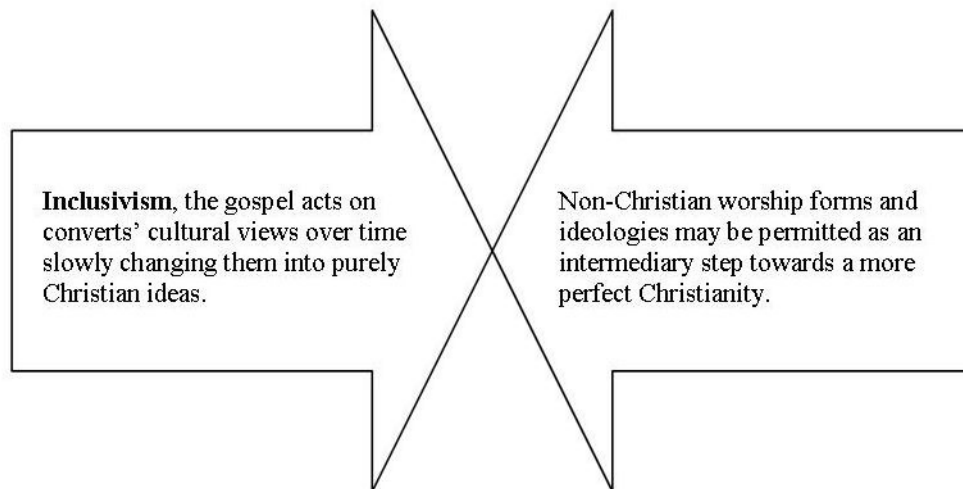 Inclusivism, the gospel acts on
converts’ cultural views over time
slowly changing them into purely
Christian ideas.
Non-Christian worship forms and
ideologies may be permitted as an
intermediary step towards a more
perfect Christianity.